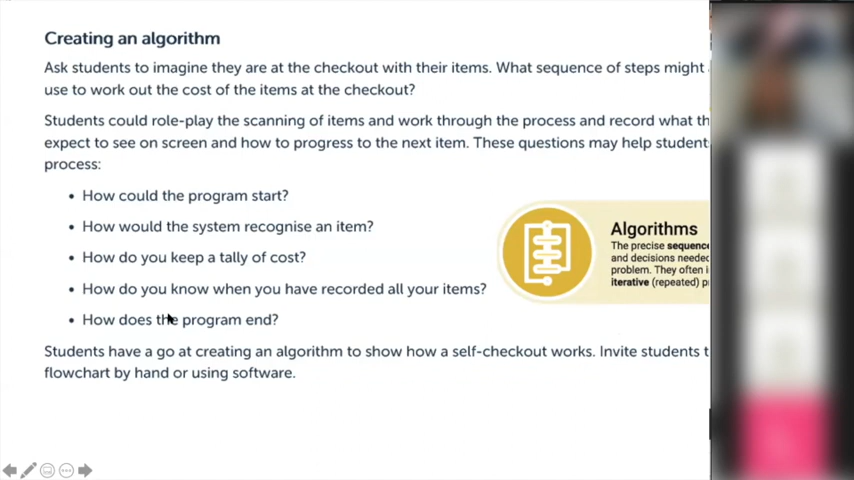 Creating an algorithm
Ask students to imagine they are at the checkout with their items. What sequence of steps might
use to work out the cost of the items at the checkout?
Students could role-play the scanning of items and work through the process and record what th
expect to see on screen and how to progress to the next item. These questions may help student
process:
• How could the program start?
• How would the system recognise an item?
• How do you keep a tally of cost?
• How do you know when you have recorded all your items?
• How does the program end?
Algorithms
The precise sequence
and decisions needed
problem. They often i
iterative (repeated) p
Students have a go at creating an algorithm to show how a self-checkout works. Invite students t
flowchart by hand or using software.